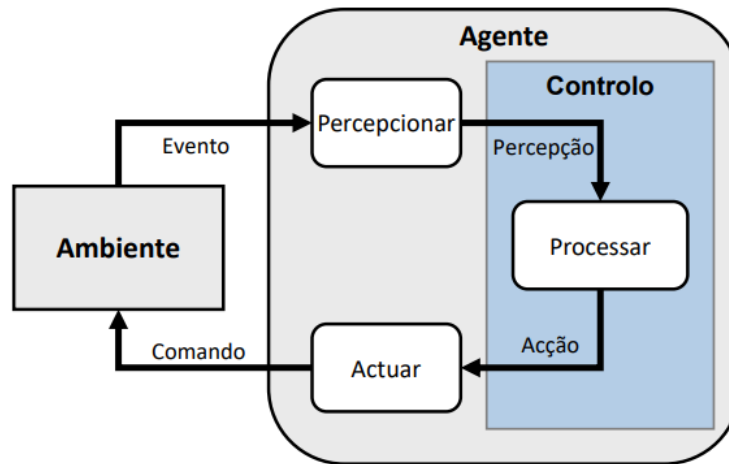 Agente
Controlo
Percepcionar
Evento
Percepção
Ambiente
Processar
Comando
Actuar
Acção